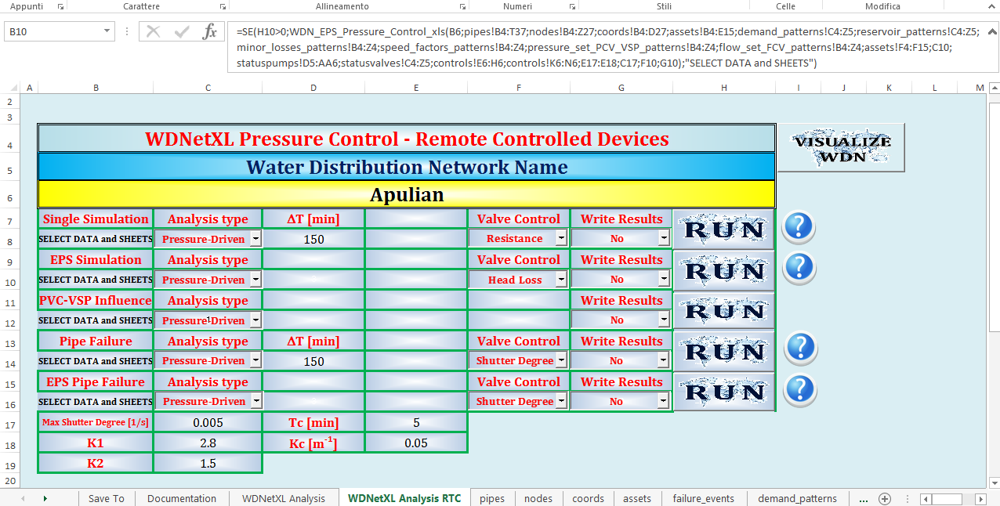 Appunti Carattere Allineamento Numeri Stili Celle Modifica
B10 fx =SE(H10>0;WDN_EPS_Pressure_Control_xls(B6;pipes!B4:T37;nodes!B4:Z27;coords!B4:D27;assets!B4:E15;demand_patterns!C4:Z5;reservoir_patterns!C4:Z5;
minor_losses_patterns!B4:Z4;speed_factors_patterns!B4:Z4;pressure_set_PCV_VSP_patterns!B4:Z4;flow_set_FCV_patterns!B4:Z4;assets!F4:F15;C10;
statuspumps!D5:AA6;statusvalves!C4:Z5;controls!E6:H6;controls!K6:N6;E17:E18;C17;F10;G10);"SELECT DATA and SHEETS")
A B C D E F G H I J K L M
2
3
4 WDNetXL Pressure Control - Remote Controlled Devices VISUALIZE WDN
5 Water Distribution Network Name
6 Apulian
7 Single Simulation Analysis type ΔT [min] Valve Control Write Results RUN ?
8 SELECT DATA and SHEETS Pressure-Driven 150 Resistance No
9 EPS Simulation Analysis type Valve Control Write Results RUN ?
10 SELECT DATA and SHEETS Pressure-Driven Head Loss No
11 PVC-VSP Influence Analysis type Write Results RUN
12 SELECT DATA and SHEETS Pressure-Driven No
13 Pipe Failure Analysis type ΔT [min] Valve Control Write Results RUN ?
14 SELECT DATA and SHEETS Pressure-Driven 150 Shutter Degree No
15 EPS Pipe Failure Analysis type Valve Control Write Results RUN ?
16 SELECT DATA and SHEETS Pressure-Driven Shutter Degree No
17 Max Shutter Degree [1/s] 0.005 Tc [min] 5
18 K1 2.8 Kc [m⁻¹] 0.05
19 K2 1.5
20
Save To Documentation WDNetXL Analysis WDNetXL Analysis RTC pipes nodes coords assets failure_events demand_patterns ...